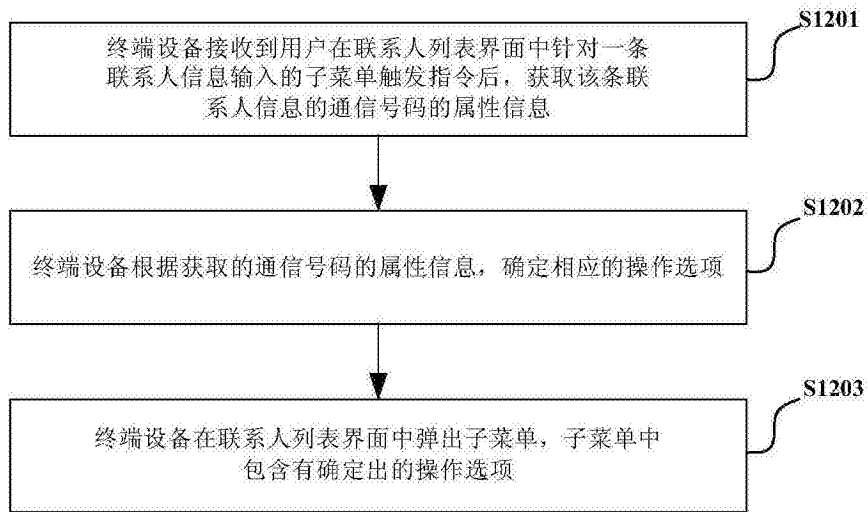 S1201
终端设备接收到用户在联系人列表界面中针对一条
联系人信息输入的子菜单触发指令后，获取该条联
系人信息的通信号码的属性信息
S1202
终端设备根据获取的通信号码的属性信息，确定相应的操作选项
S1203
终端设备在联系人列表界面中弹出子菜单，子菜单中
包含有确定出的操作选项